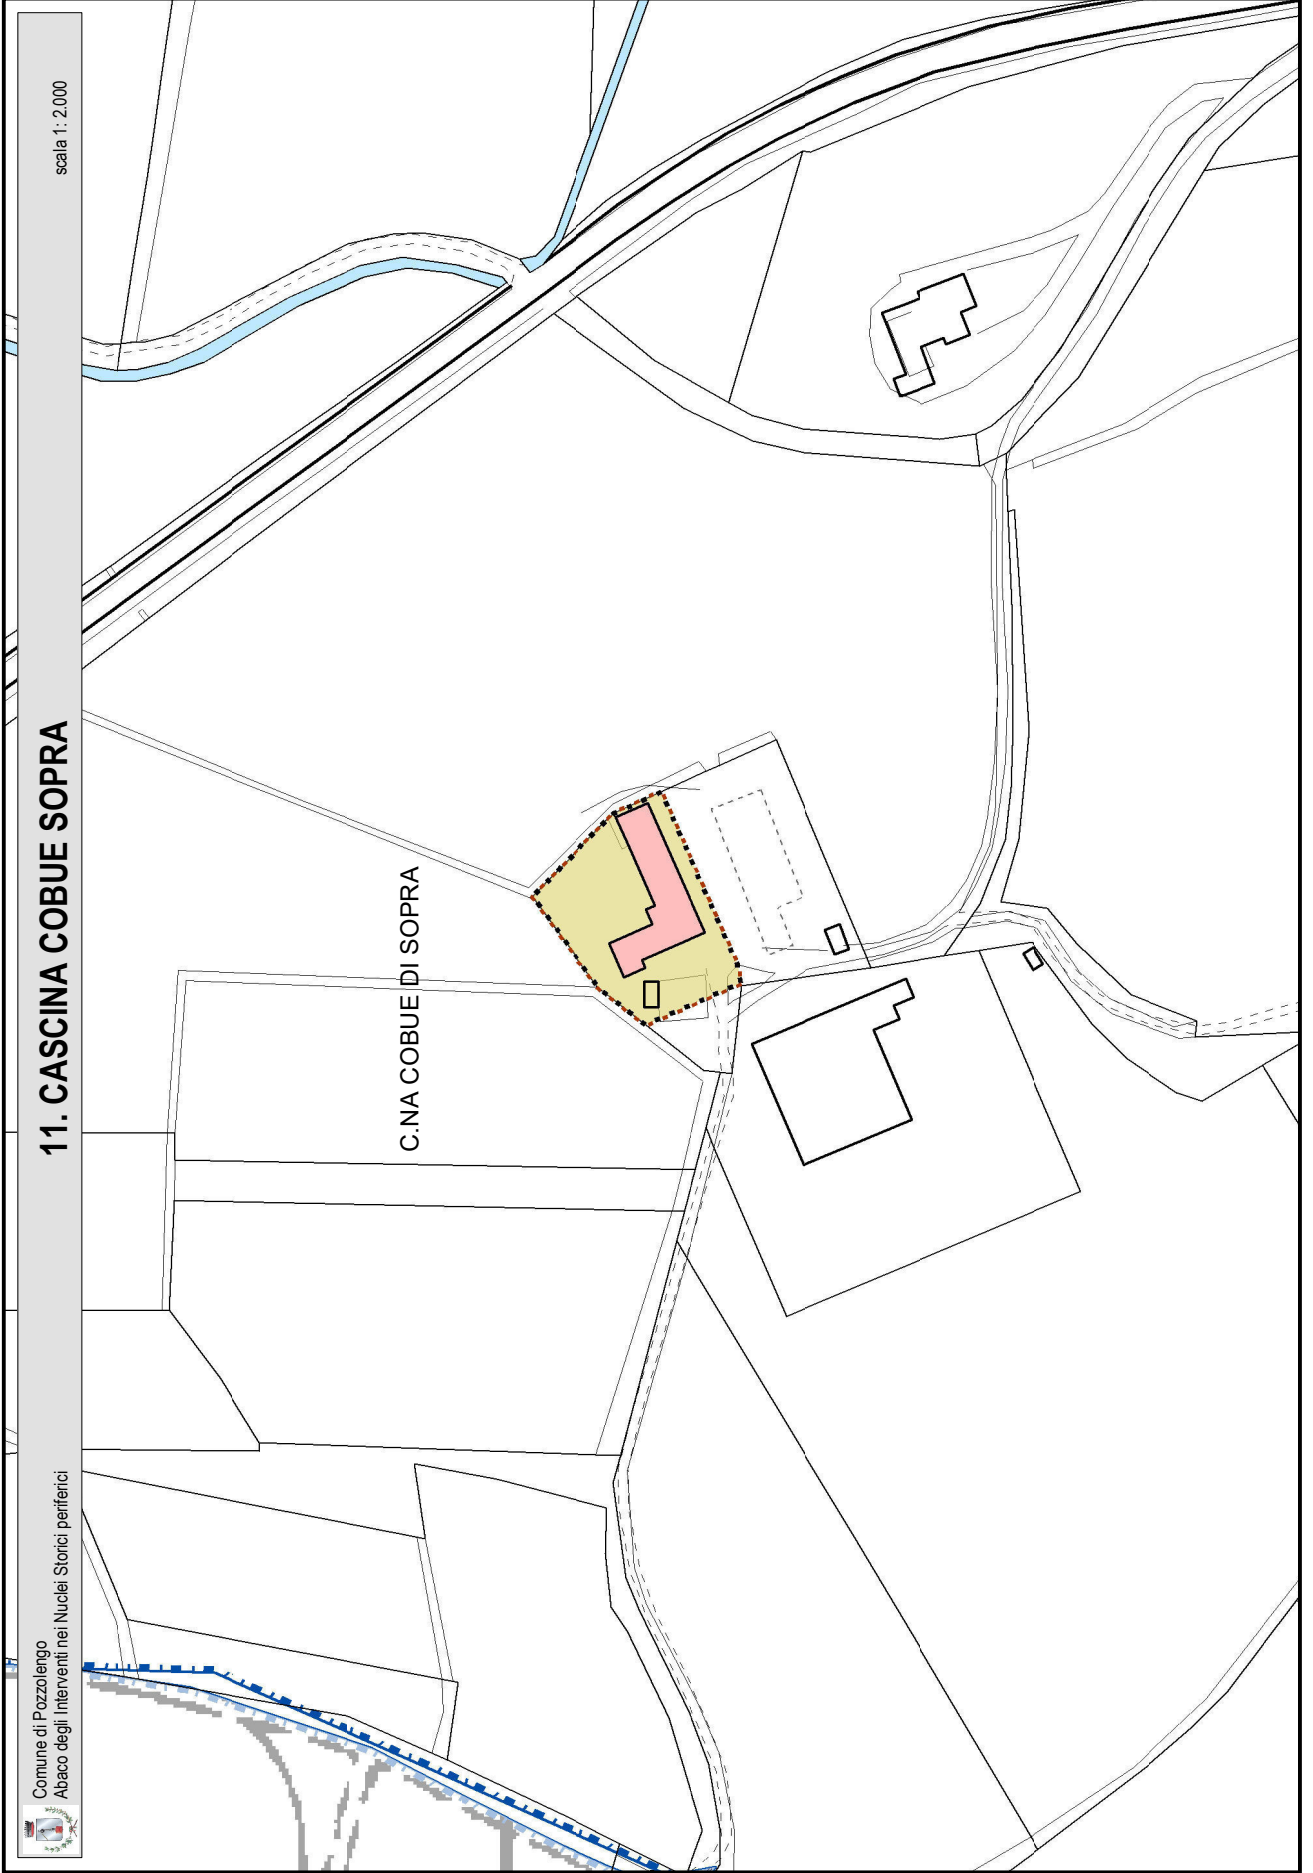 Comune di Pozzolengo
Abaco degli Interventi nei Nuclei Storici periferici
11. CASCINA COBUE SOPRA
scala 1: 2.000
C.NA COBUE DI SOPRA